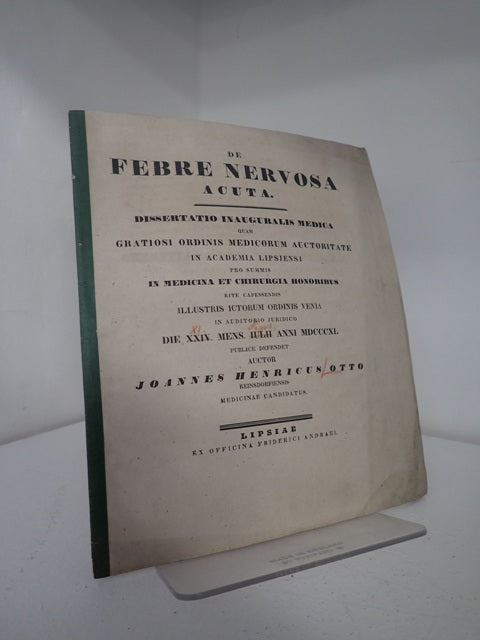 DE
FEBRE NERVOSA
ACUTA.
DISSERTATIO INAUGURALIS MEDICA
QUAM
GRATIOSI ORDINIS MEDICORUM AUCTORITATE
IN ACADEMIA LIPSIENSI
PRO SUMMIS
IN MEDICINA ET CHIRURGIA HONORIBUS
RITE CAPESSENDIS
ILLUSTRIS ICTORUM ORDINIS VENIA
IN AUDITORIO JURIDICO
DIE XXIV. MENS. IULII ANNI MDCCCXL
PUBLICE DEFENDET
AUCTOR
JOANNES HENRICUS OTTO
REINSDORFIENSIS
MEDICINAE CANDIDATUS.
LIPSIAE
EX OFFICINA FRIDERICI ANDRAEI.